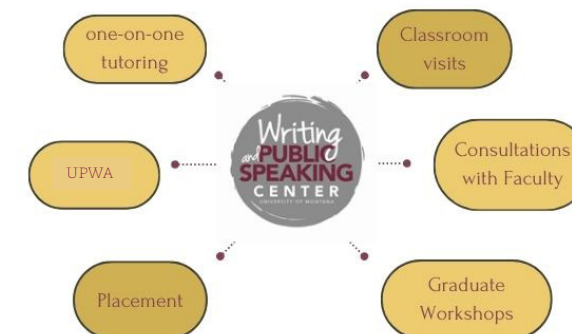 one-on-one
tutoring
Classroom
visits
UPWA
Writing
and PUBLIC
SPEAKING
CENTER
UNIVERSITY OF MONTANA
Consultations
with Faculty
Placement
Graduate
Workshops